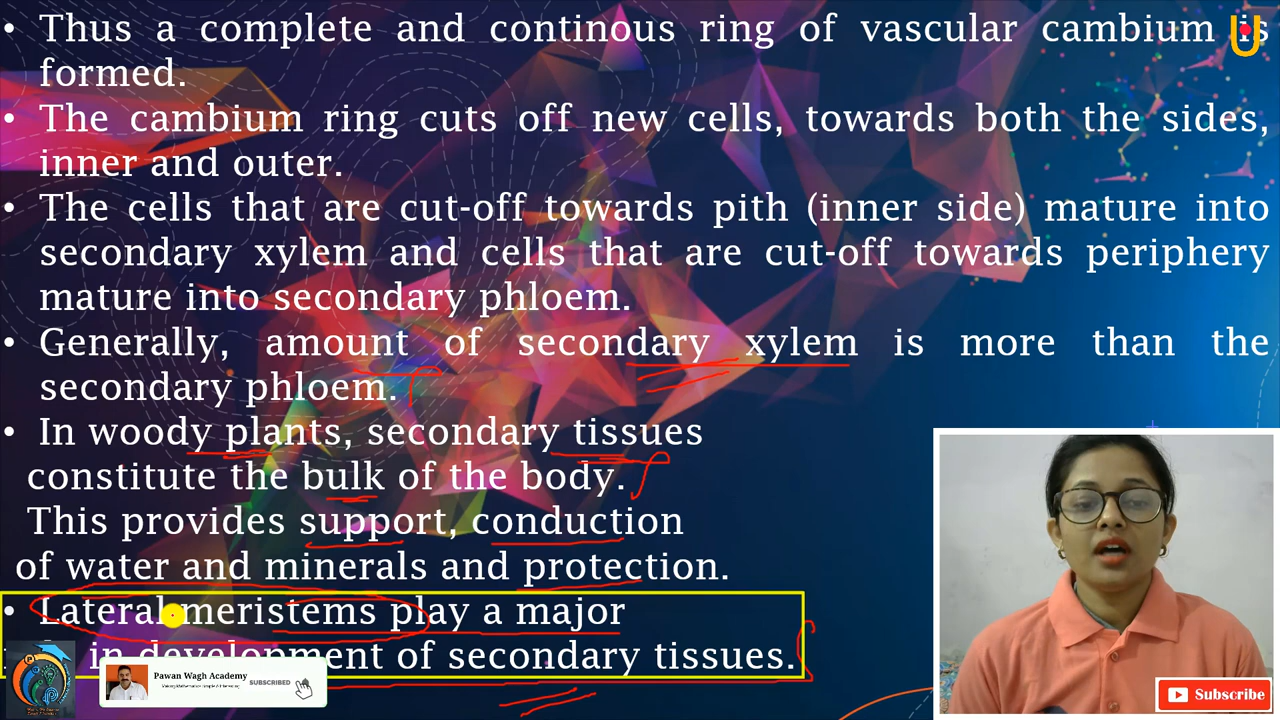 • Thus a complete and continous ring of vascular cambium is
formed.
• The cambium ring cuts off new cells, towards both the sides,
inner and outer.
• The cells that are cut-off towards pith (inner side) mature into
secondary xylem and cells that are cut-off towards periphery
mature into secondary phloem.
• Generally, amount of secondary xylem is more than the
secondary phloem.
• In woody plants, secondary tissues
constitute the bulk of the body.
This provides support, conduction
of water and minerals and protection.
• Lateral meristems play a major
in development of secondary tissues.
Pawan Wagh Academy
SUBSCRIBED
Subscribe